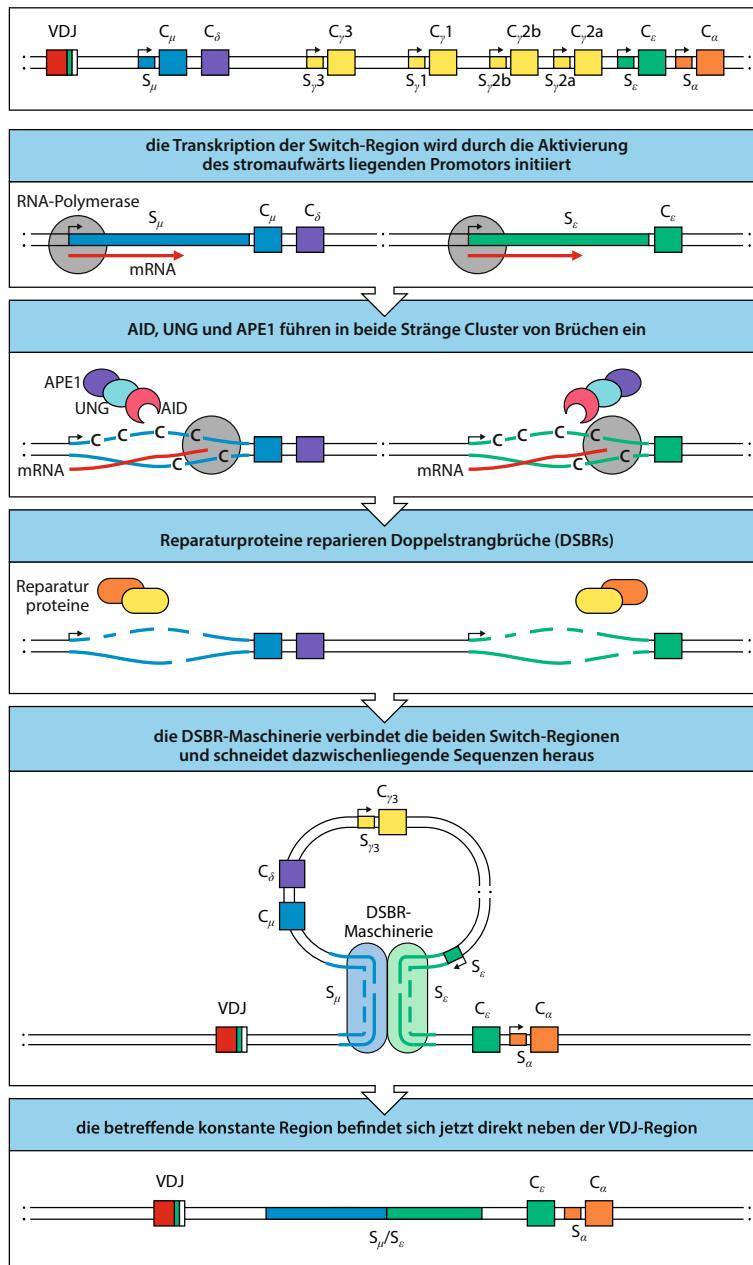 VDJ Cμ Cδ Cγ3 Cγ1 Cγ2b Cγ2a Cε Cα
Sμ Sγ3 Sγ1 Sγ2b Sγ2a Sε Sα
die Transkription der Switch-Region wird durch die Aktivierung
des stromaufwärts liegenden Promotors initiiert
RNA-Polymerase
Sμ Cμ Cδ Sε Cε
mRNA mRNA
AID, UNG und APE1 führen in beide Stränge Cluster von Brüchen ein
APE1
UNG AID
C C C C C C C C
C C C C
mRNA mRNA
Reparaturproteine reparieren Doppelstrangbrüche (DSBRs)
Reparatur
proteine
die DSBR-Maschinerie verbindet die beiden Switch-Regionen
und schneidet dazwischenliegende Sequenzen heraus
Cγ3
Sγ3
Cδ
Cμ
DSBR-
Maschinerie
Sε
Sμ Sε
VDJ Cε Cα
Sα
die betreffende konstante Region befindet sich jetzt direkt neben der VDJ-Region
VDJ Cε Cα
Sμ/Sε Sα